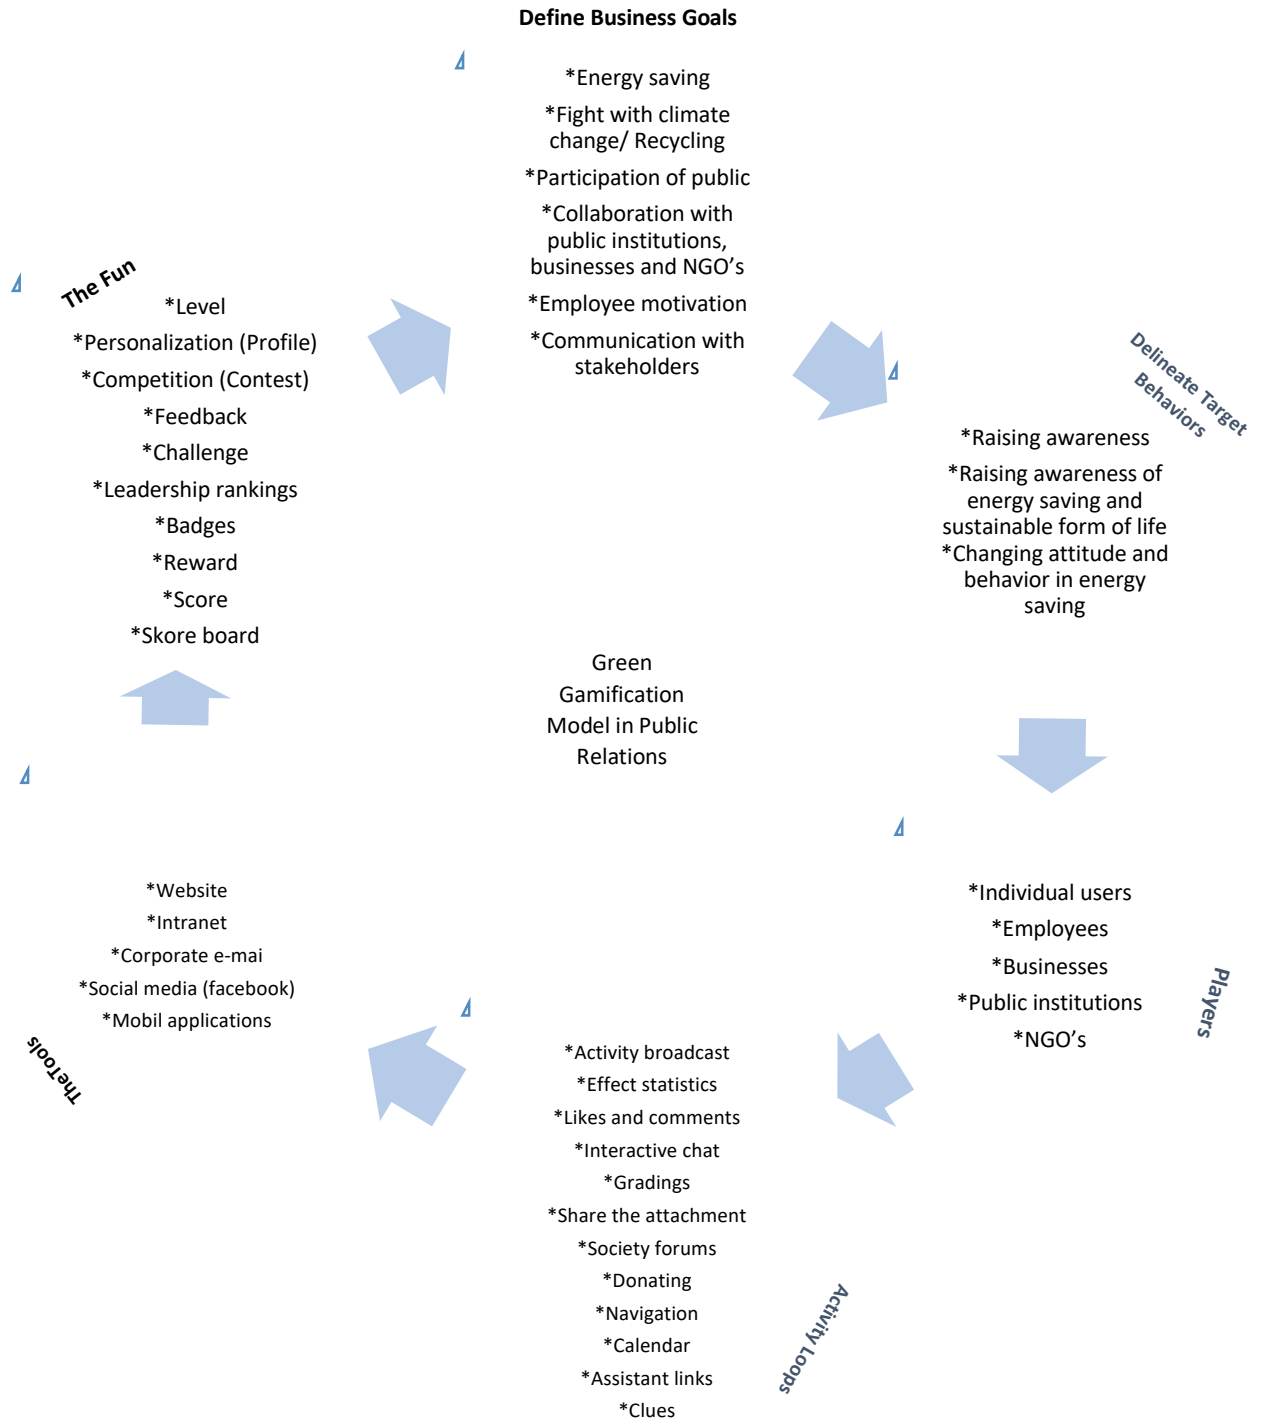 Define Business Goals
*Energy saving
*Fight with climate
change/ Recycling
*Participation of public
*Collaboration with
public institutions,
businesses and NGO's
*Employee motivation
*Communication with
stakeholders
Delineate Target
Behaviors
*Raising awareness
*Raising awareness of
energy saving and
sustainable form of life
*Changing attitude and
behavior in energy
saving
Players
*Individual users
*Employees
*Businesses
*Public institutions
*NGO's
Activity Loops
*Activity broadcast
*Effect statistics
*Likes and comments
*Interactive chat
*Gradings
*Share the attachment
*Society forums
*Donating
*Navigation
*Calendar
*Assistant links
*Clues
TheTools
*Website
*Intranet
*Corporate e-mai
*Social media (facebook)
*Mobil applications
The Fun
*Level
*Personalization (Profile)
*Competition (Contest)
*Feedback
*Challenge
*Leadership rankings
*Badges
*Reward
*Score
*Skore board
Green
Gamification
Model in Public
Relations